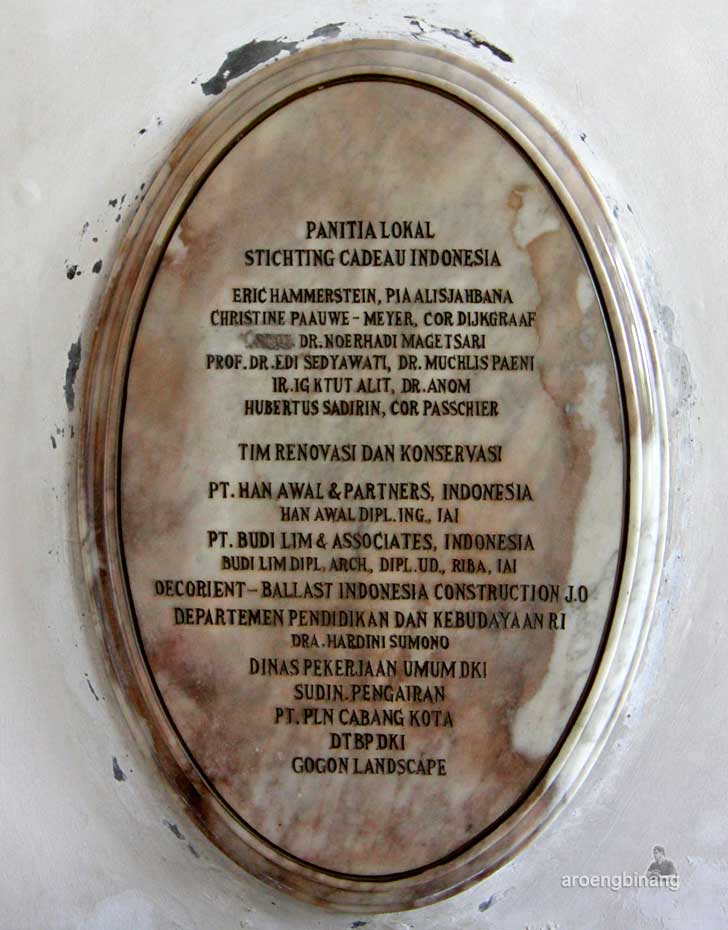 PANITIA LOKAL
STICHTING CADEAU INDONESIA
ERIC HAMMERSTEIN, PIA ALISJAHBANA
CHRISTINE PAAUWE - MEYER, COR DIJKGRAAF
DR. NOERHADI MAGETSARI
PROF. DR. EDI SEDYAWATI, DR. MUCHLIS PAENI
IR. IG KTUT ALIT, DR. ANOM
HUBERTUS SADIRIN, COR PASSCHIER
TIM RENOVASI DAN KONSERVASI
PT. HAN AWAL & PARTNERS, INDONESIA
HAN AWAL DIPL. ING., IAI
PT. BUDI LIM & ASSOCIATES, INDONESIA
BUDI LIM DIPL, ARCH, DIPL.UD., RIBA, IAI
DECORIENT - BALLAST INDONESIA CONSTRUCTION J.O
DEPARTEMEN PENDIDIKAN DAN KEBUDAYAAN RI
DRA. HARDINI SUMONO
DINAS PEKERJAAN UMUM DKI
SUDIN. PENGAIRAN
PT. PLN CABANG KOTA
DTBP DKI
GOGON LANDSCAPE
aroengbinang